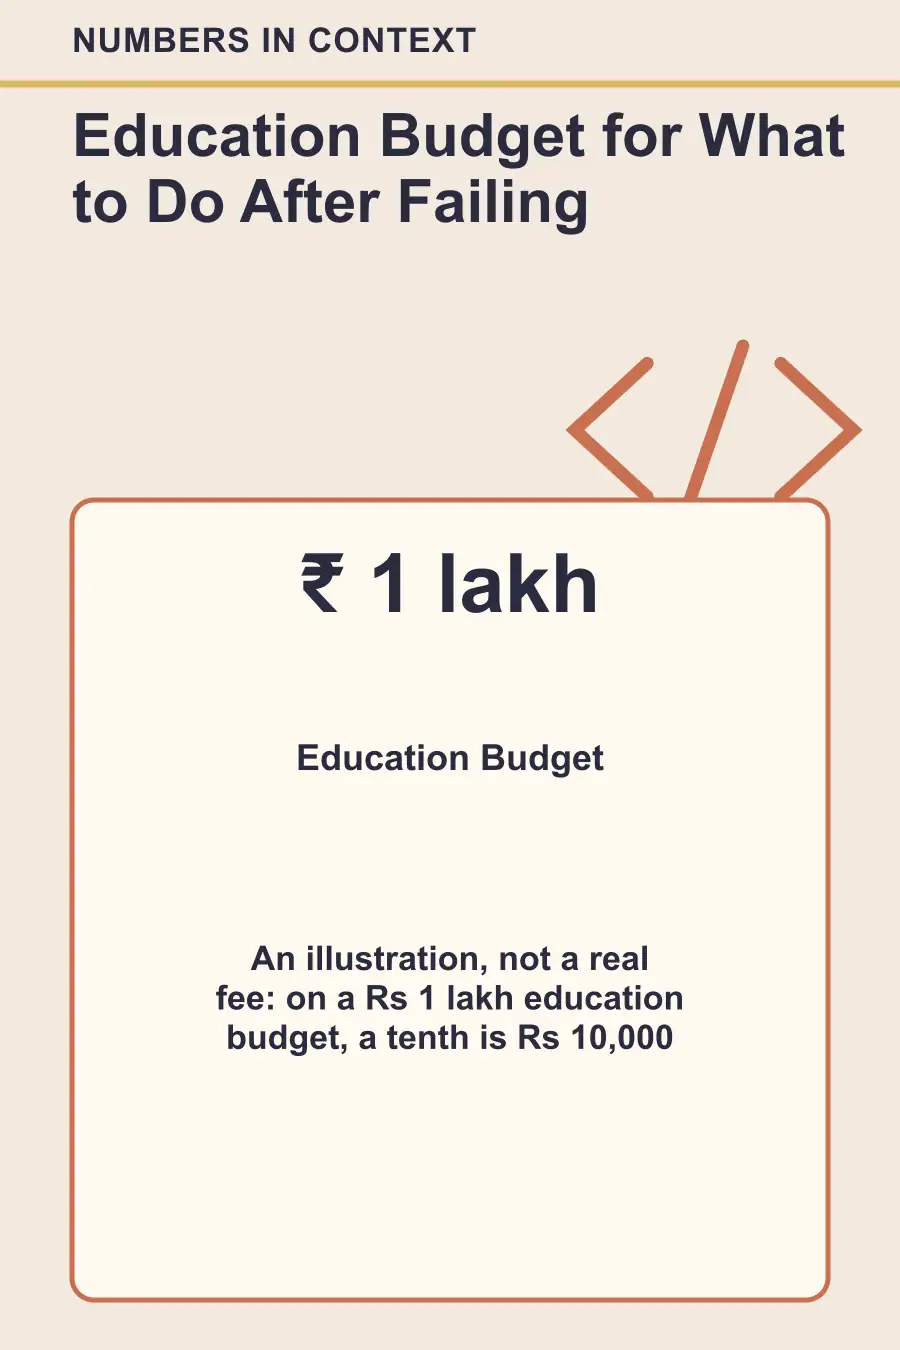 NUMBERS IN CONTEXT
Education Budget for What
to Do After Failing
</>
₹ 1 lakh
Education Budget
An illustration, not a real
fee: on a Rs 1 lakh education
budget, a tenth is Rs 10,000